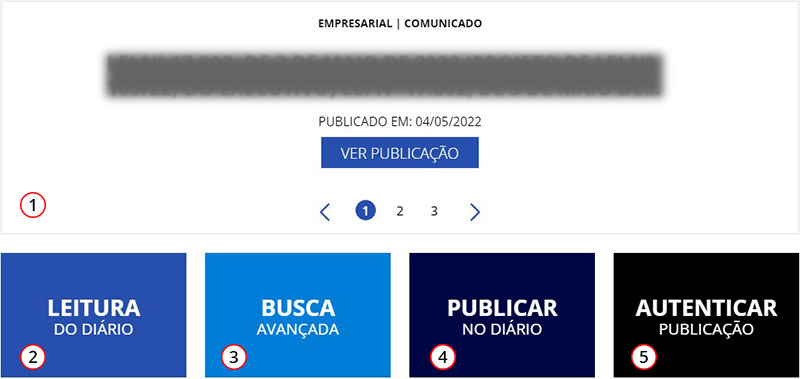 EMPRESARIAL | COMUNICADO
PUBLICADO EM: 04/05/2022
VER PUBLICAÇÃO
1
1 2 3
LEITURA
DO DIÁRIO
2
BUSCA
AVANÇADA
3
PUBLICAR
NO DIÁRIO
4
AUTENTICAR
PUBLICAÇÃO
5